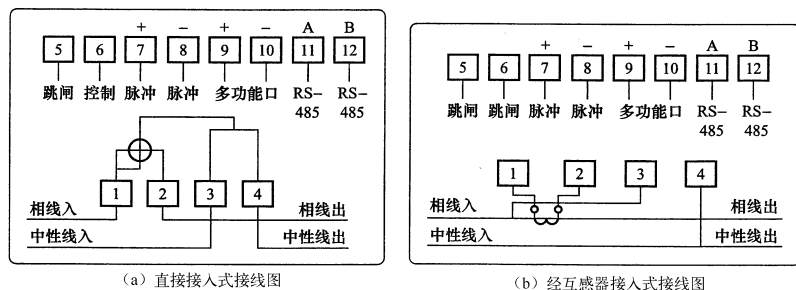 + − + − A B
5 6 7 8 9 10 11 12
跳闸 控制 脉冲 脉冲 多功能口 RS−485 RS−485
1 2 3 4
相线入 相线出
中性线入 中性线出
（a）直接接入式接线图
+ − + − A B
5 6 7 8 9 10 11 12
跳闸 跳闸 脉冲 脉冲 多功能口 RS−485 RS−485
1 2 3 4
相线入 相线出
中性线入 中性线出
（b）经互感器接入式接线图